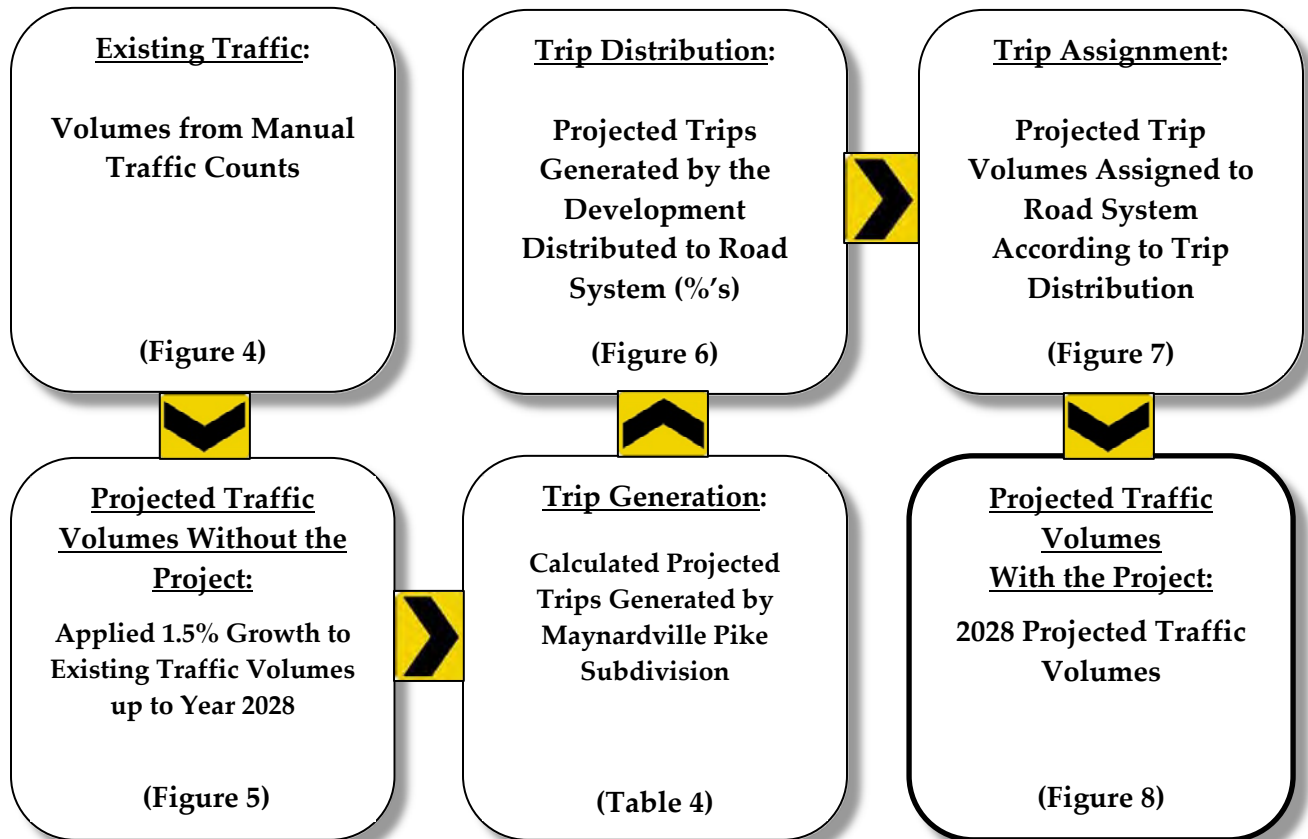 Existing Traffic:
Volumes from Manual
Traffic Counts
(Figure 4)
Projected Traffic
Volumes Without the
Project:
Applied 1.5% Growth to
Existing Traffic Volumes
up to Year 2028
(Figure 5)
Trip Generation:
Calculated Projected
Trips Generated by
Maynardville Pike
Subdivision
(Table 4)
Trip Distribution:
Projected Trips
Generated by the
Development
Distributed to Road
System (%’s)
(Figure 6)
Trip Assignment:
Projected Trip
Volumes Assigned to
Road System
According to Trip
Distribution
(Figure 7)
Projected Traffic
Volumes
With the Project:
2028 Projected Traffic
Volumes
(Figure 8)